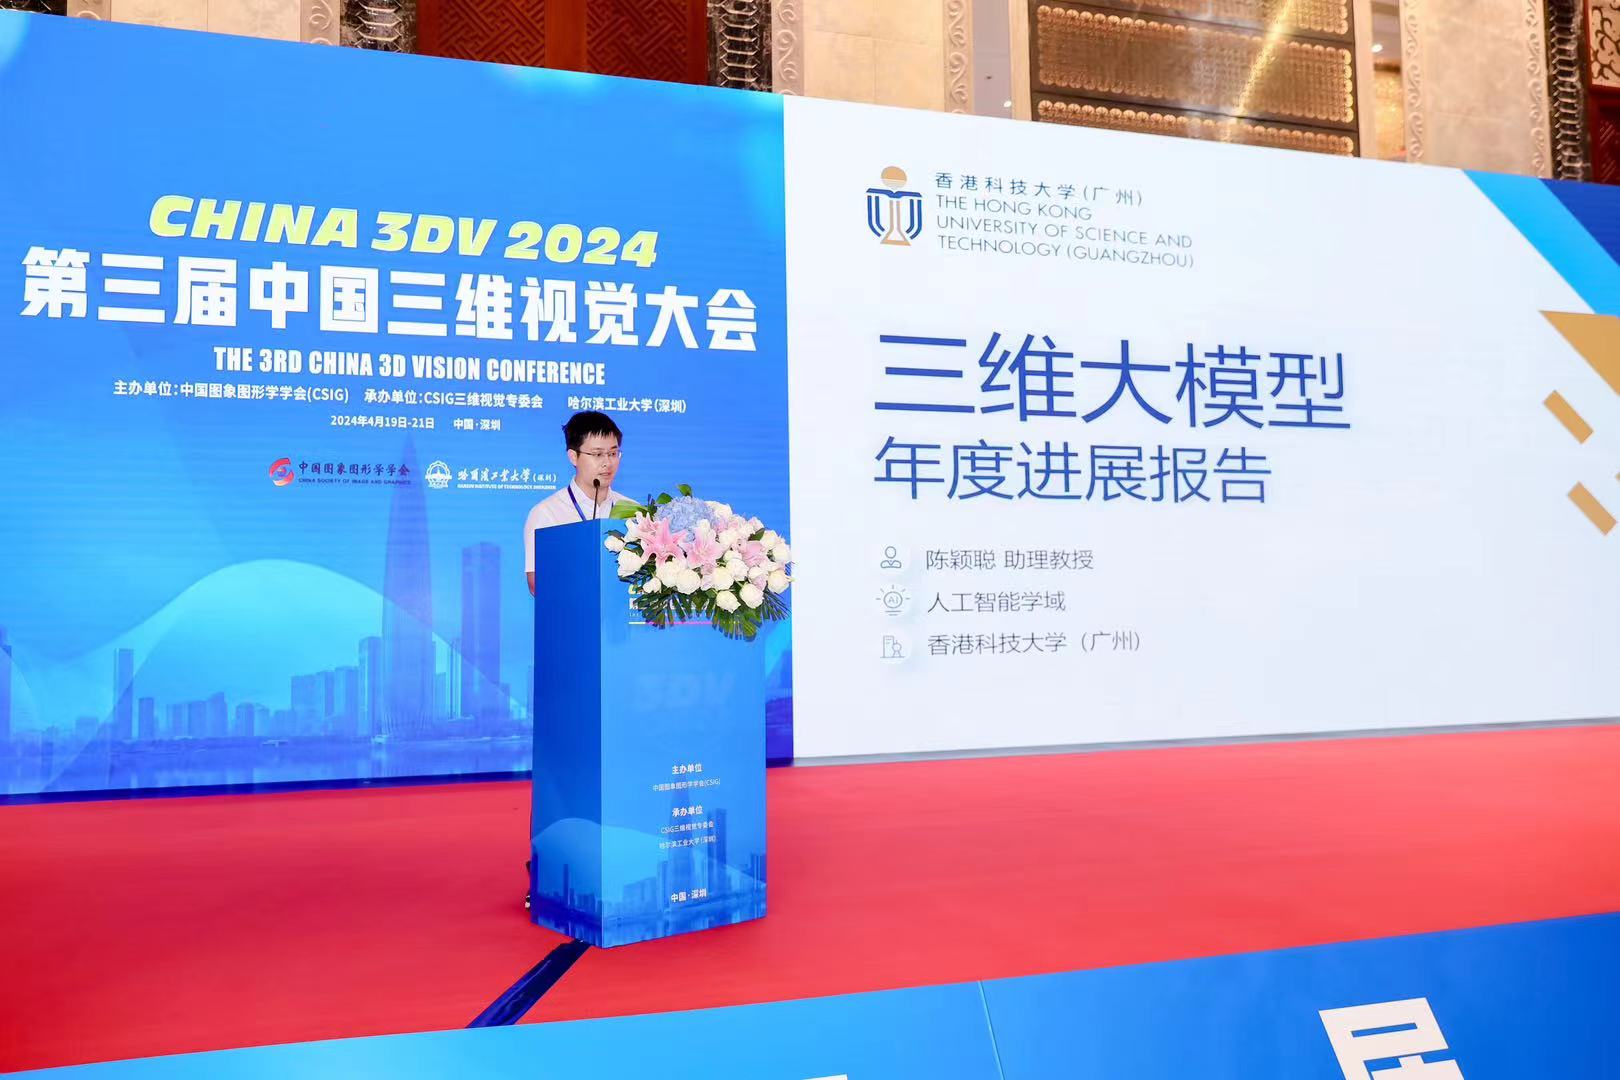 CHINA 3DV 2024
第三届中国三维视觉大会
THE 3RD CHINA 3D VISION CONFERENCE
主办单位:中国图象图形学学会(CSIG) 承办单位:CSIG三维视觉专委会 哈尔滨工业大学(深圳)
2024年4月19日-21日 中国·深圳
中国图象图形学学会
CHINA SOCIETY OF IMAGE AND GRAPHICS
哈尔滨工业大学(深圳)
HARBIN INSTITUTE OF TECHNOLOGY, SHENZHEN
香港科技大学(广州)
THE HONG KONG
UNIVERSITY OF SCIENCE AND
TECHNOLOGY (GUANGZHOU)
三维大模型
年度进展报告
陈颖聪 助理教授
AI
人工智能学域
香港科技大学（广州）
3DV
主办单位
中国图象图形学学会(CSIG)
承办单位
CSIG三维视觉专委会
哈尔滨工业大学(深圳)
中国·深圳
届